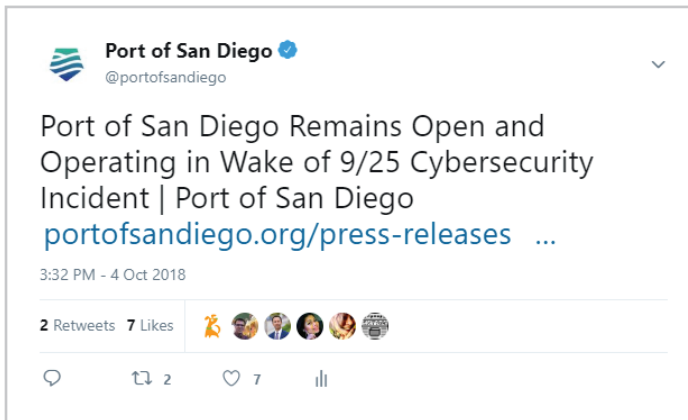 Port of San Diego
@portofsandiego
Port of San Diego Remains Open and
Operating in Wake of 9/25 Cybersecurity
Incident | Port of San Diego
portofsandiego.org/press-releases ...
3:32 PM - 4 Oct 2018
2 Retweets 7 Likes
2 7